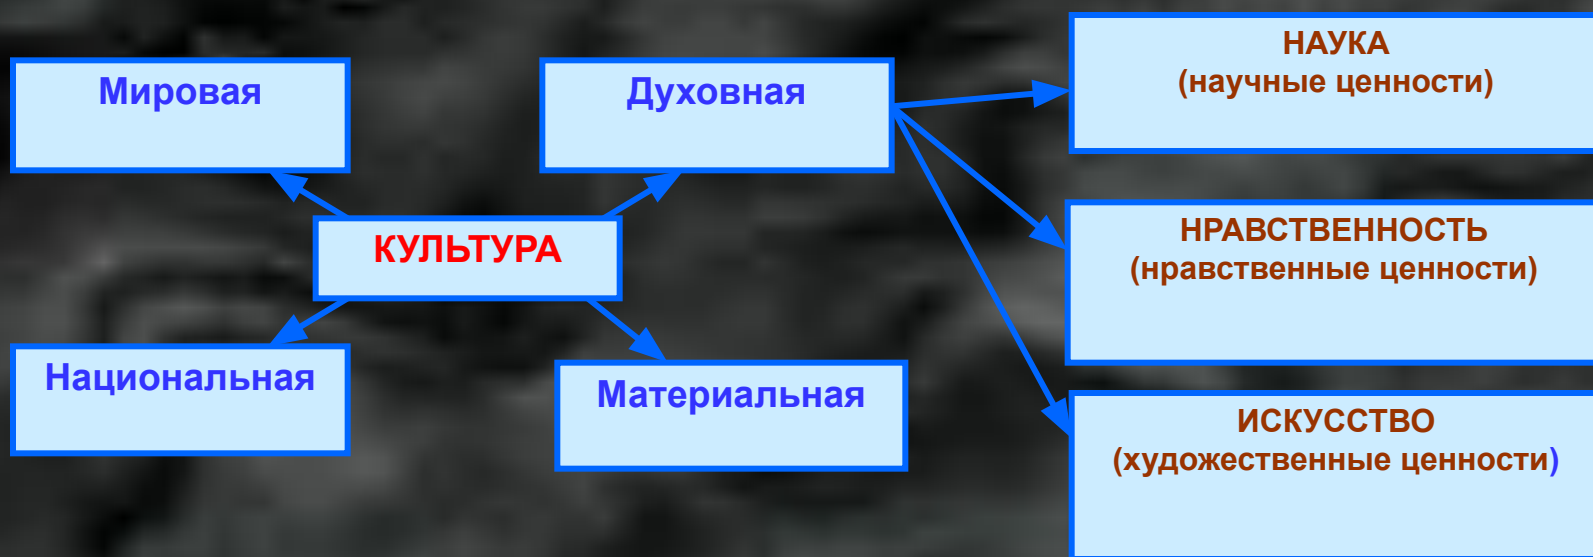 Мировая
Духовная
КУЛЬТУРА
Национальная
Материальная
НАУКА
(научные ценности)
НРАВСТВЕННОСТЬ
(нравственные ценности)
ИСКУССТВО
(художественные ценности)